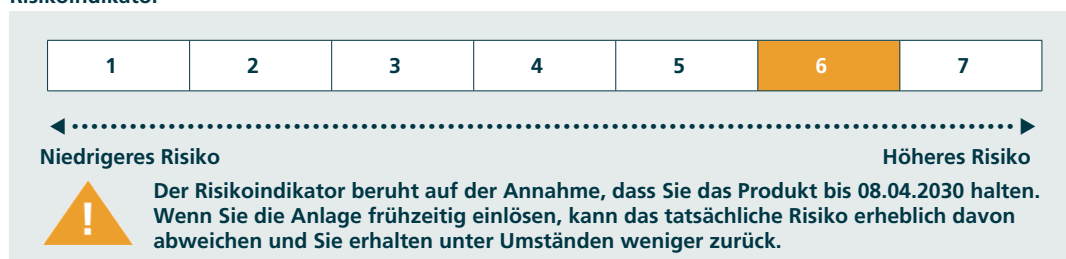 Risikoindikator
1 2 3 4 5 6 7
Niedrigeres Risiko Höheres Risiko
! Der Risikoindikator beruht auf der Annahme, dass Sie das Produkt bis 08.04.2030 halten.
Wenn Sie die Anlage frühzeitig einlösen, kann das tatsächliche Risiko erheblich davon
abweichen und Sie erhalten unter Umständen weniger zurück.